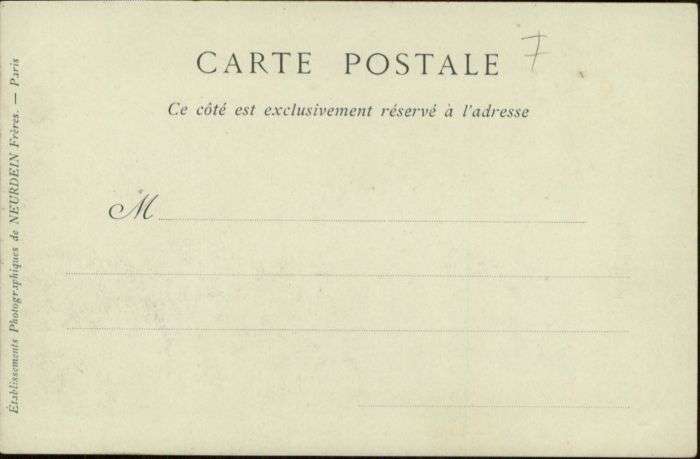 CARTE POSTALE 7
Ce côté est exclusivement réservé à l'adresse
M
Établissements Photographiques de NEURDEIN Frères. — Paris